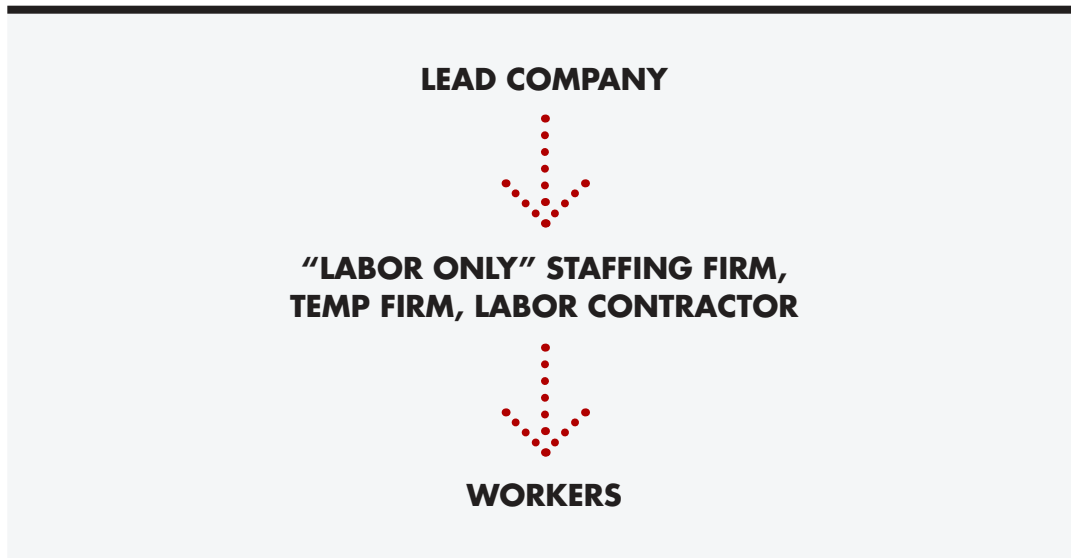 LEAD COMPANY
“LABOR ONLY” STAFFING FIRM,
TEMP FIRM, LABOR CONTRACTOR
WORKERS